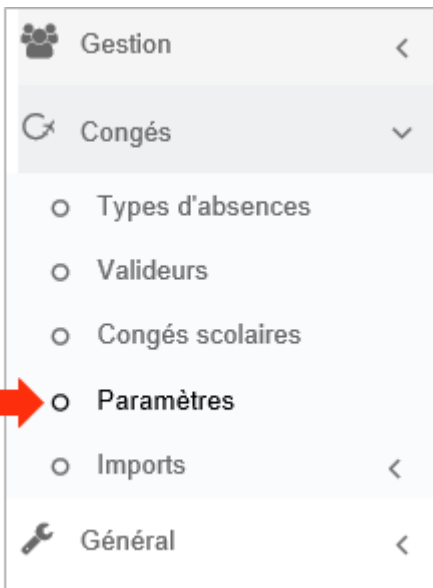 Gestion
Congés
Types d'absences
Valideurs
Congés scolaires
Paramètres
Imports
Général